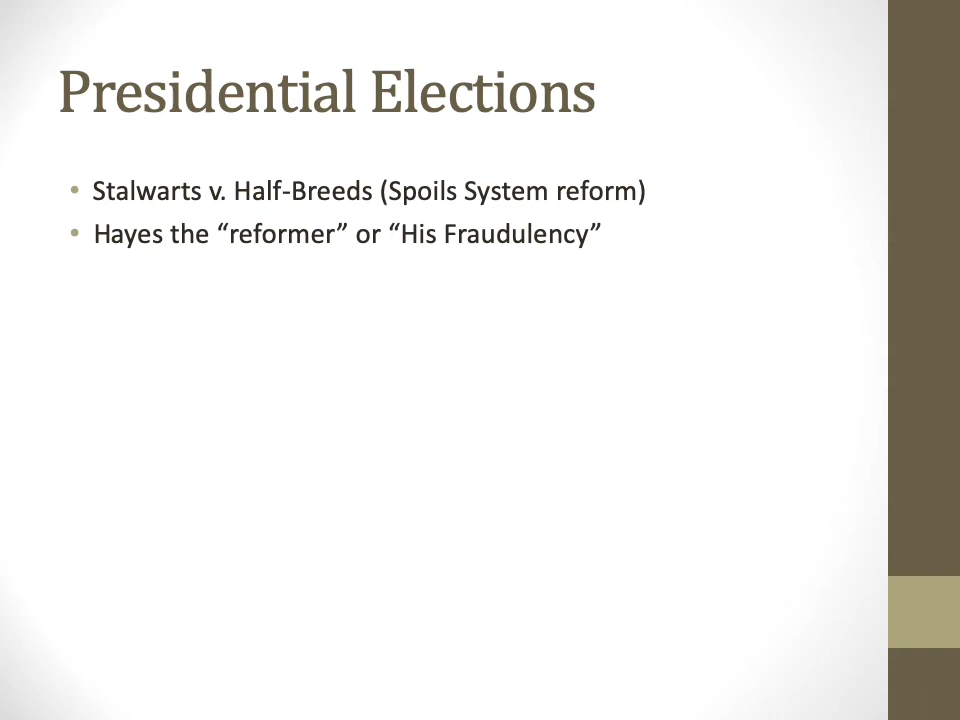 Presidential Elections
• Stalwarts v. Half-Breeds (Spoils System reform)
• Hayes the “reformer” or “His Fraudulency”